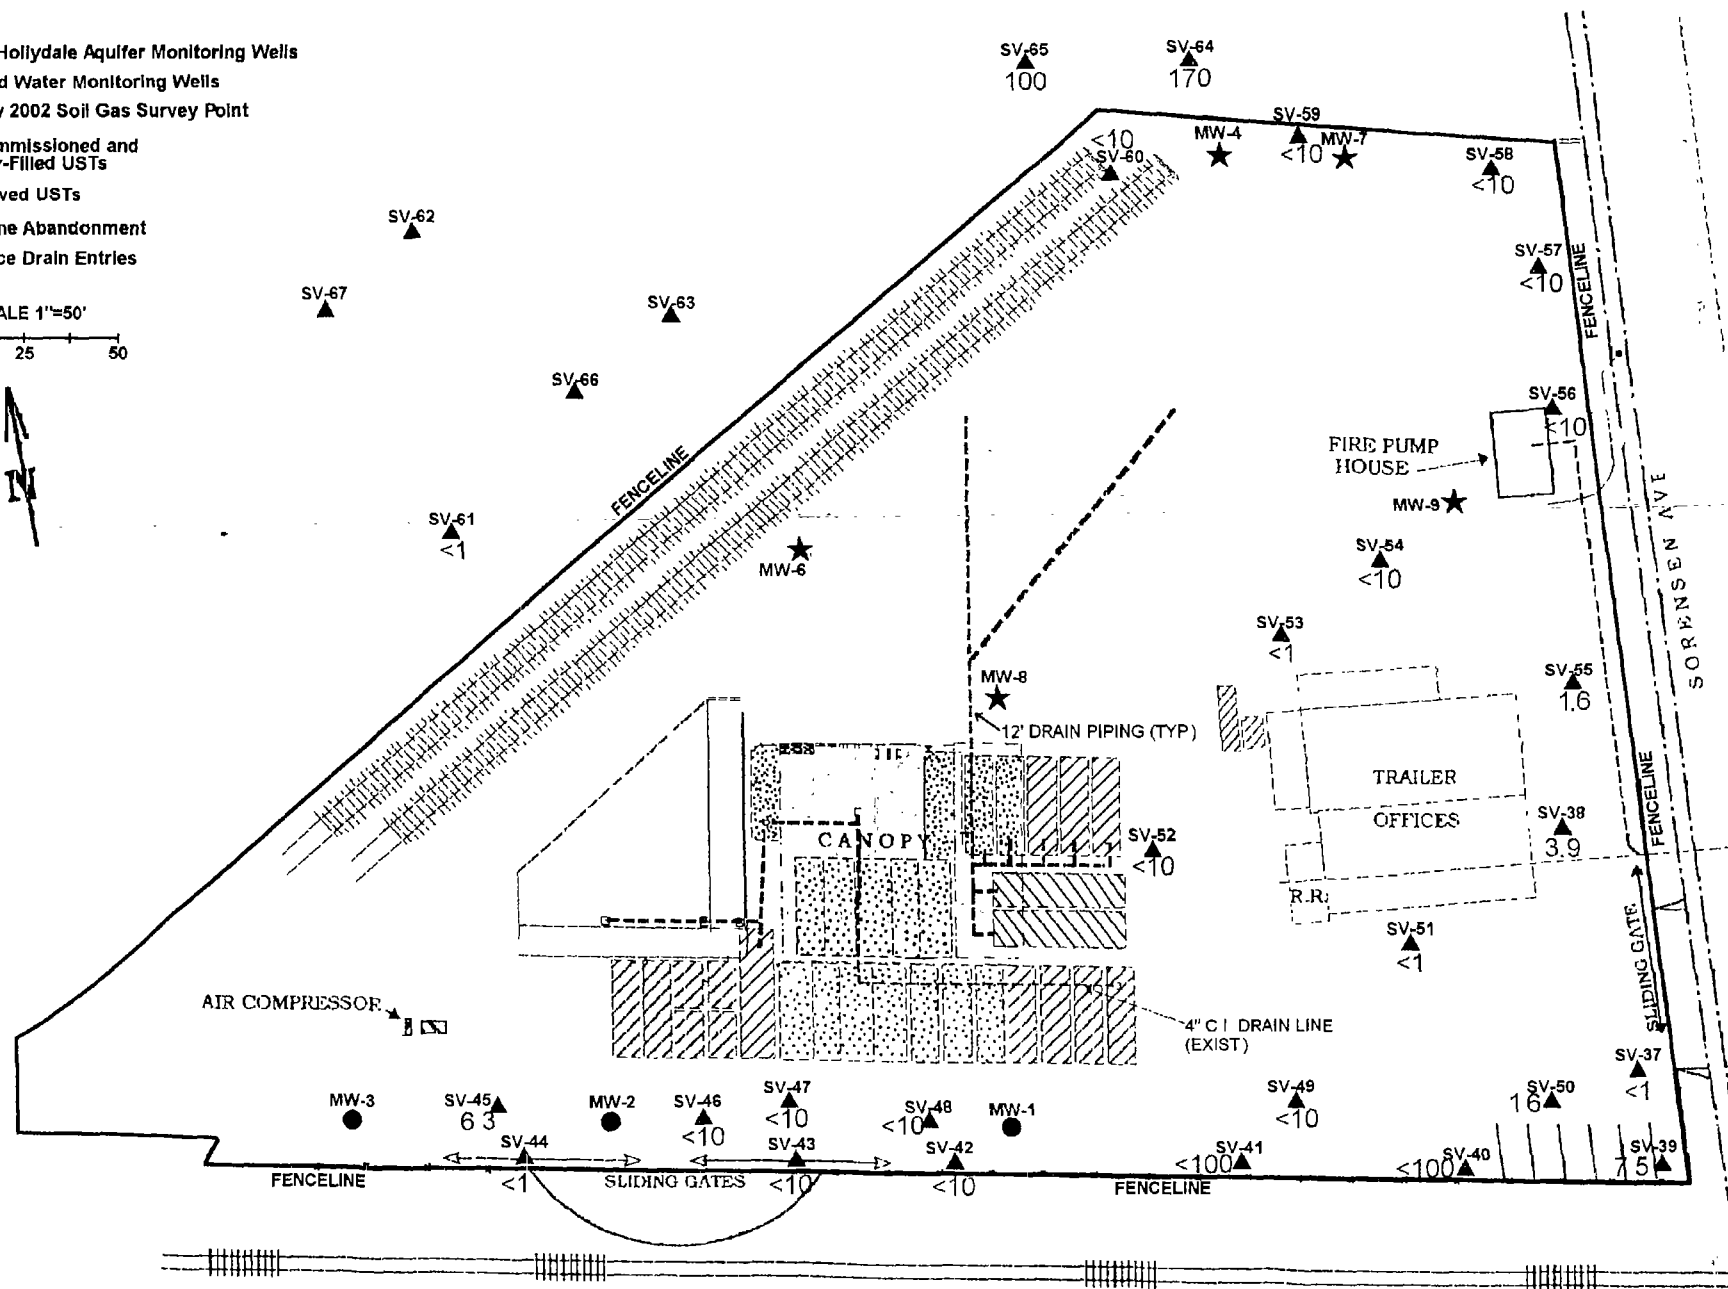 Hollydale Aquifer Monitoring Wells
d Water Monitoring Wells
y 2002 Soil Gas Survey Point
mmissioned and
y-Filled USTs
ved USTs
ne Abandonment
ce Drain Entries
ALE 1"=50'
25 50
N
SV-65
100
SV-64
170
SV-59
<10
MW-4
MW-7
<10
SV-60
SV-58
<10
SV-62
SV-57
<10
FENCELINE
SV-67
SV-63
SV-66
SV-56
<10
FIRE PUMP
HOUSE
MW-9
FENCELINE
SV-61
<1
MW-6
SV-54
<10
SORENSEN AVE
SV-53
<1
SV-55
1.6
MW-8
12' DRAIN PIPING (TYP)
FENCELINE
TRAILER
OFFICES
CANOPY
SV-52
<10
SV-38
3.9
R.R.
SV-51
<1
SLIDING GATE
AIR COMPRESSOR
4" C I DRAIN LINE
(EXIST)
SV-37
<1
MW-3
SV-45
6 3
MW-2
SV-46
<10
SV-47
<10
SV-48
<10
MW-1
SV-49
<10
SV-50
16
SV-44
<1
SV-43
<10
SV-42
<10
SV-41
<100
SV-40
<100
SV-39
7 5
FENCELINE
SLIDING GATES
FENCELINE